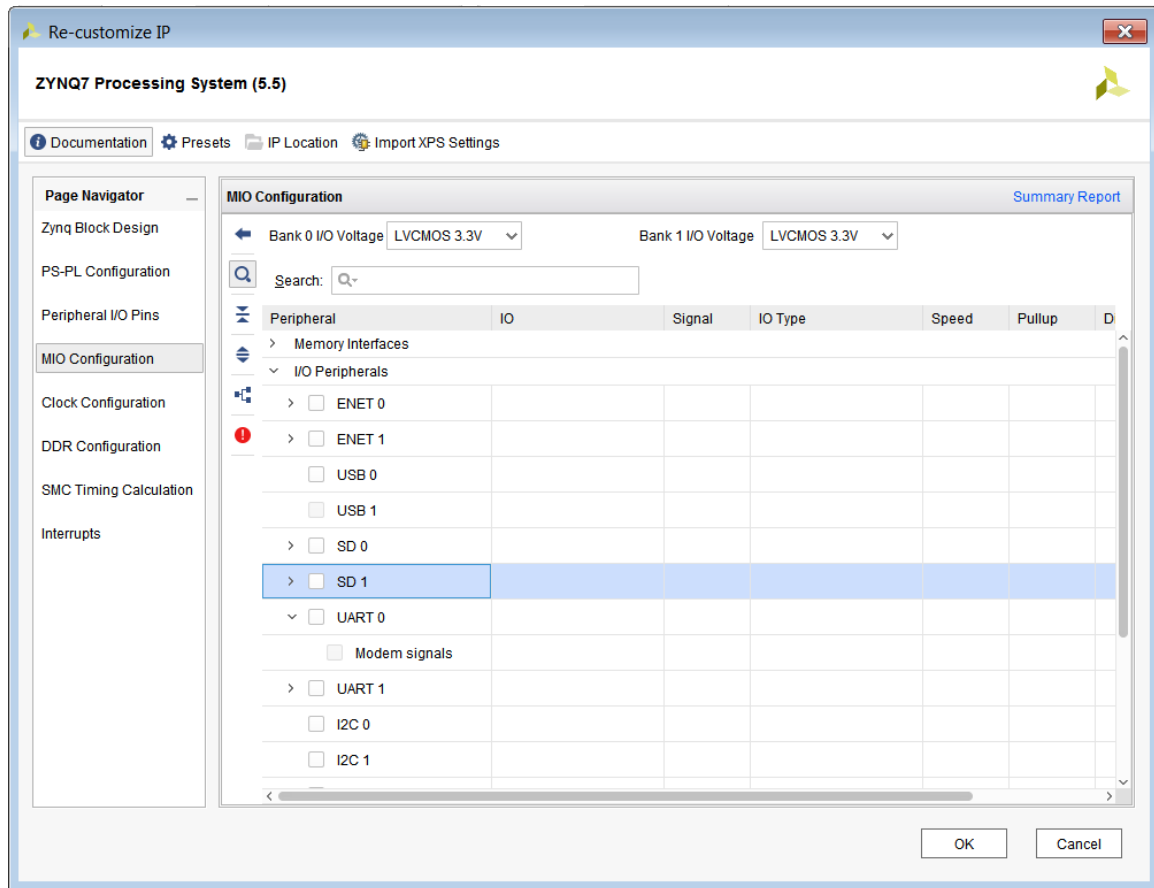 Re-customize IP
ZYNQ7 Processing System (5.5)
Documentation Presets IP Location Import XPS Settings
Page Navigator
Zynq Block Design
PS-PL Configuration
Peripheral I/O Pins
MIO Configuration
Clock Configuration
DDR Configuration
SMC Timing Calculation
Interrupts
MIO Configuration Summary Report
Bank 0 I/O Voltage LVCMOS 3.3V Bank 1 I/O Voltage LVCMOS 3.3V
Search:
Peripheral IO Signal IO Type Speed Pullup
Memory Interfaces
I/O Peripherals
ENET 0
ENET 1
USB 0
USB 1
SD 0
SD 1
UART 0
Modem signals
UART 1
I2C 0
I2C 1
OK Cancel